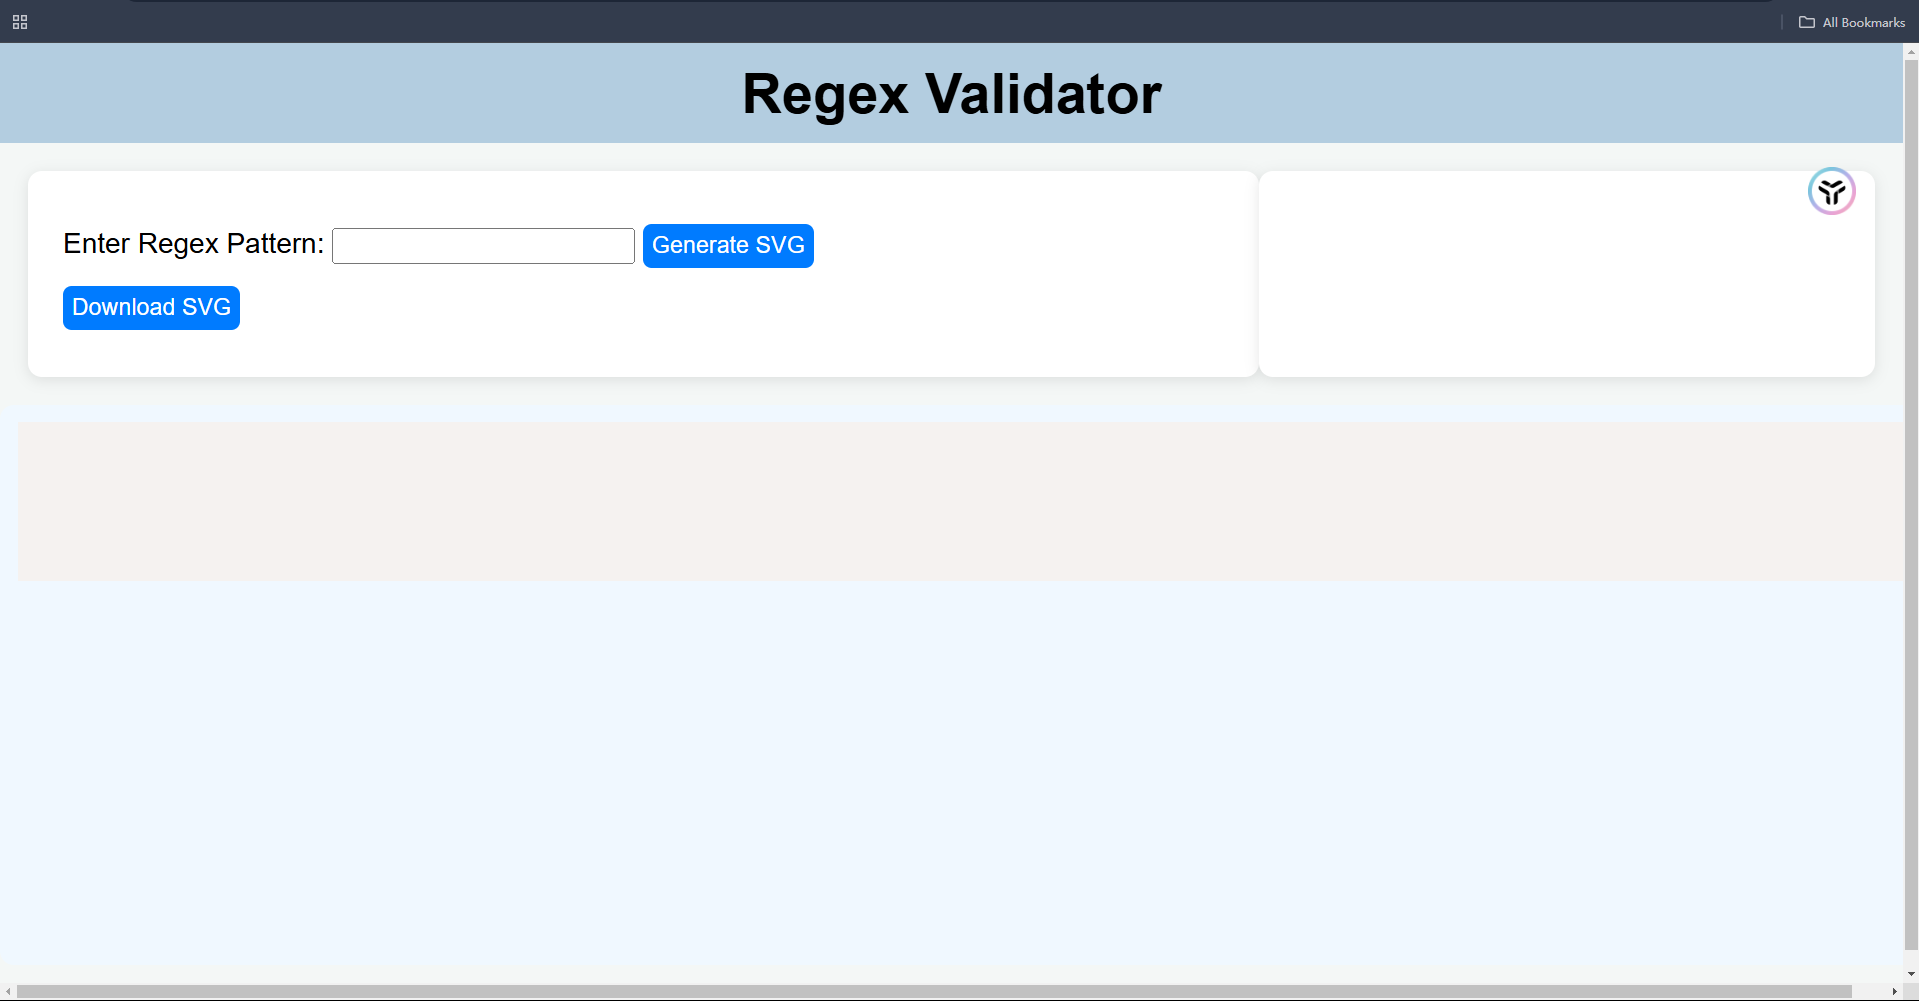 All Bookmarks
Regex Validator
Enter Regex Pattern: Generate SVG
Download SVG